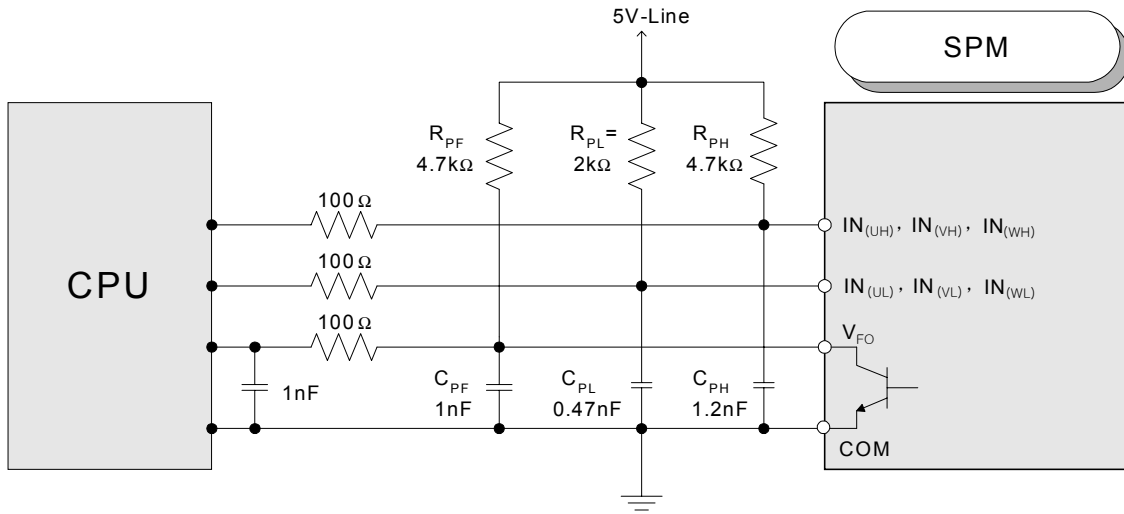 5V-Line
SPM
R_PF
4.7kΩ
R_PL=
2kΩ
R_PH
4.7kΩ
100Ω
IN(UH), IN(VH), IN(WH)
CPU
100Ω
IN(UL), IN(VL), IN(WL)
100Ω
V_FO
1nF
C_PF
1nF
C_PL
0.47nF
C_PH
1.2nF
COM